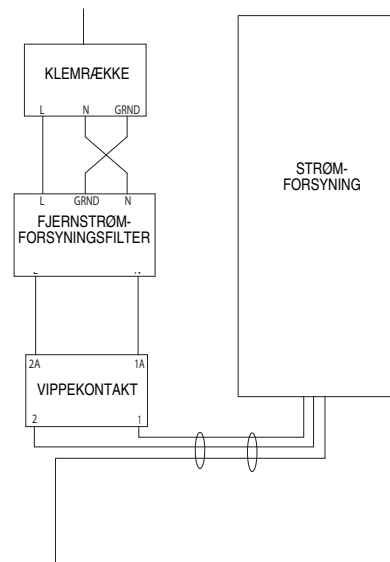 KLEMRÆKKE
L N GRND
L GRND N
FJERNSTRØM-
FORSYNINGSFILTER
2A 1A
VIPPEKONTAKT
2 1
STRØM-
FORSYNING